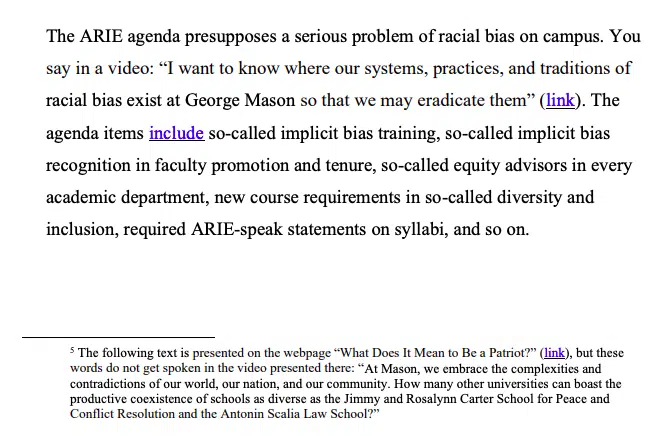 The ARIE agenda presupposes a serious problem of racial bias on campus. You
say in a video: “I want to know where our systems, practices, and traditions of
racial bias exist at George Mason so that we may eradicate them” (link). The
agenda items include so-called implicit bias training, so-called implicit bias
recognition in faculty promotion and tenure, so-called equity advisors in every
academic department, new course requirements in so-called diversity and
inclusion, required ARIE-speak statements on syllabi, and so on.
5 The following text is presented on the webpage “What Does It Mean to Be a Patriot?” (link), but these
words do not get spoken in the video presented there: “At Mason, we embrace the complexities and
contradictions of our world, our nation, and our community. How many other universities can boast the
productive coexistence of schools as diverse as the Jimmy and Rosalynn Carter School for Peace and
Conflict Resolution and the Antonin Scalia Law School?”